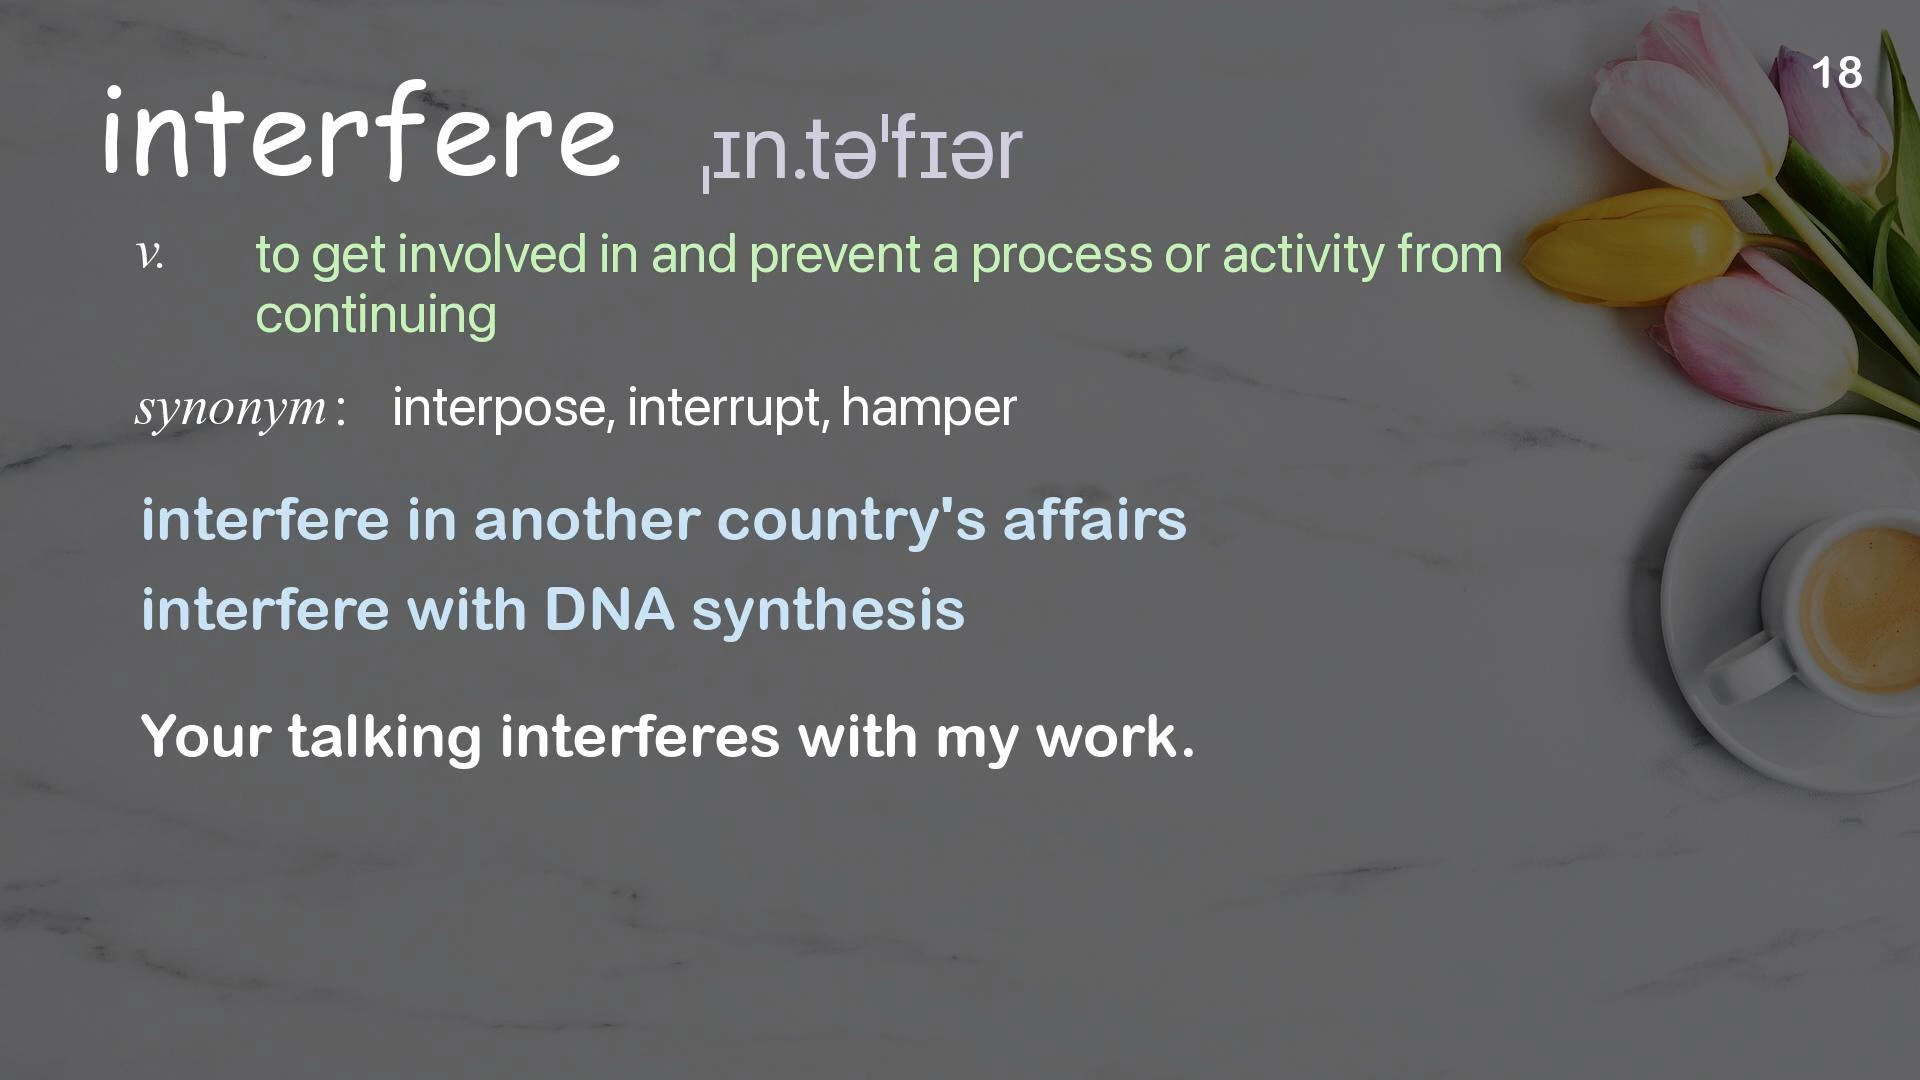 18
interfere ˌɪn.təˈfɪər
v. to get involved in and prevent a process or activity from
continuing
synonym: interpose, interrupt, hamper
interfere in another country's affairs
interfere with DNA synthesis
Your talking interferes with my work.